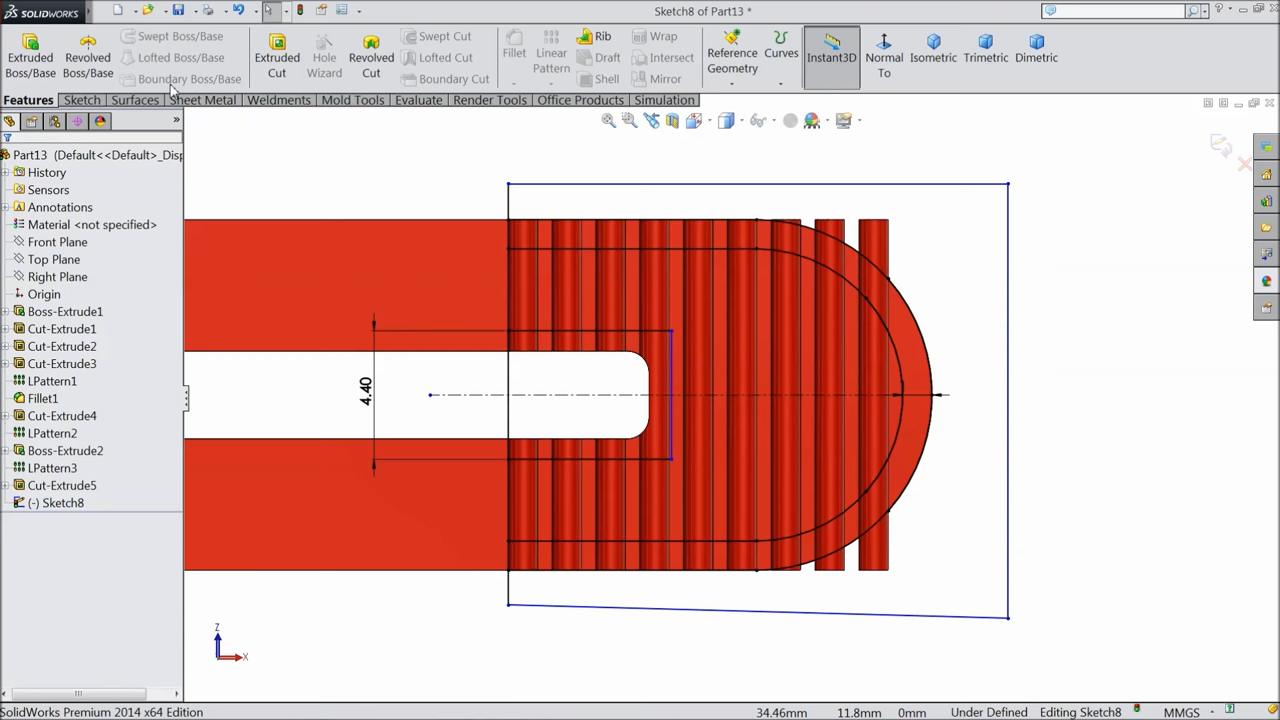 SOLIDWORKS
Sketch8 of Part13 *
Extruded Boss/Base
Revolved Boss/Base
Swept Boss/Base
Lofted Boss/Base
Boundary Boss/Base
Extruded Cut
Hole Wizard
Revolved Cut
Swept Cut
Lofted Cut
Boundary Cut
Fillet
Linear Pattern
Rib
Draft
Shell
Wrap
Intersect
Mirror
Reference Geometry
Curves
Instant3D
Normal To
Isometric
Trimetric
Dimetric
Features Sketch Surfaces Sheet Metal Weldments Mold Tools Evaluate Render Tools Office Products Simulation
Part13 (Default<<Default>_Disp
History
Sensors
Annotations
Material <not specified>
Front Plane
Top Plane
Right Plane
Origin
Boss-Extrude1
Cut-Extrude1
Cut-Extrude2
Cut-Extrude3
LPattern1
Fillet1
Cut-Extrude4
LPattern2
Boss-Extrude2
LPattern3
Cut-Extrude5
(-) Sketch8
4.40
Z
X
SolidWorks Premium 2014 x64 Edition
34.46mm 11.8mm 0mm Under Defined Editing Sketch8 MMGS